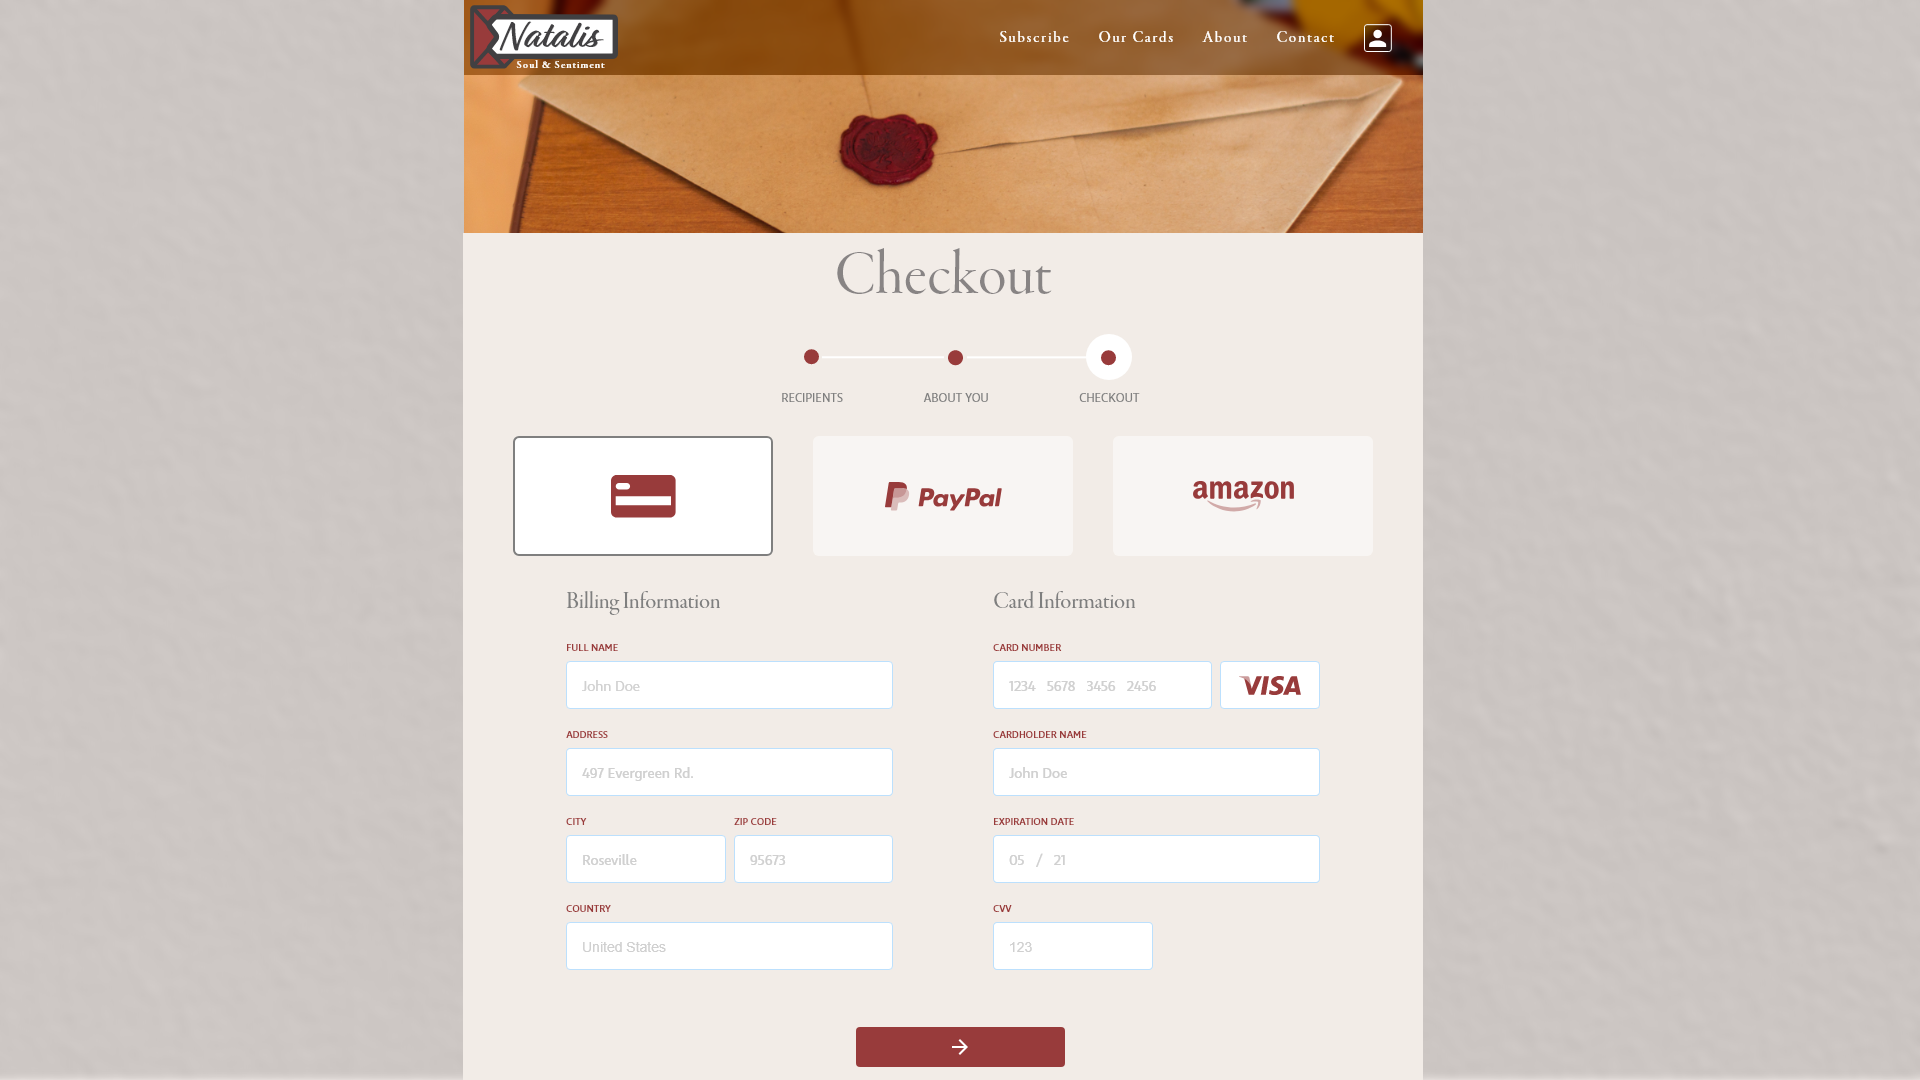 Natalis
Soul & Sentiment
Subscribe Our Cards About Contact
Checkout
RECIPIENTS ABOUT YOU CHECKOUT
PayPal
amazon
Billing Information
Card Information
FULL NAME
John Doe
CARD NUMBER
1234 5678 3456 2456
VISA
ADDRESS
497 Evergreen Rd.
CARDHOLDER NAME
John Doe
CITY ZIP CODE
Roseville 95673
EXPIRATION DATE
05 / 21
COUNTRY
United States
CVV
123